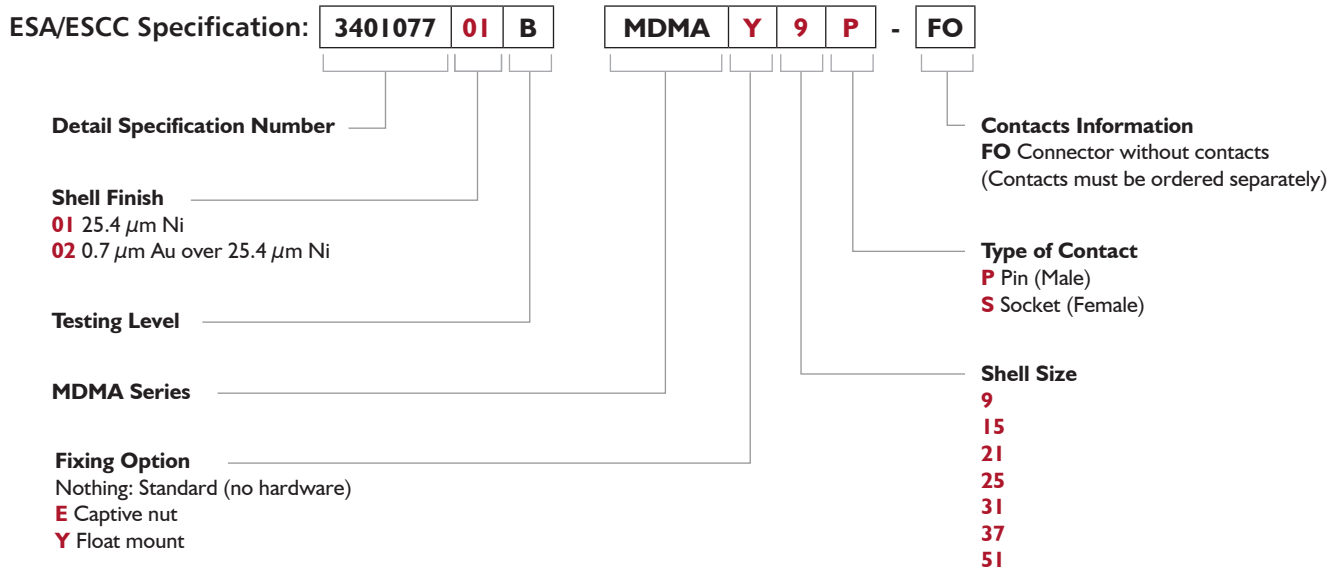 ESA/ESCC Specification: 3401077 01 B MDMA Y 9 P - FO
Detail Specification Number
Shell Finish
01 25.4 μm Ni
02 0.7 μm Au over 25.4 μm Ni
Testing Level
MDMA Series
Fixing Option
Nothing: Standard (no hardware)
E Captive nut
Y Float mount
Contacts Information
FO Connector without contacts
(Contacts must be ordered separately)
Type of Contact
P Pin (Male)
S Socket (Female)
Shell Size
9
15
21
25
31
37
51